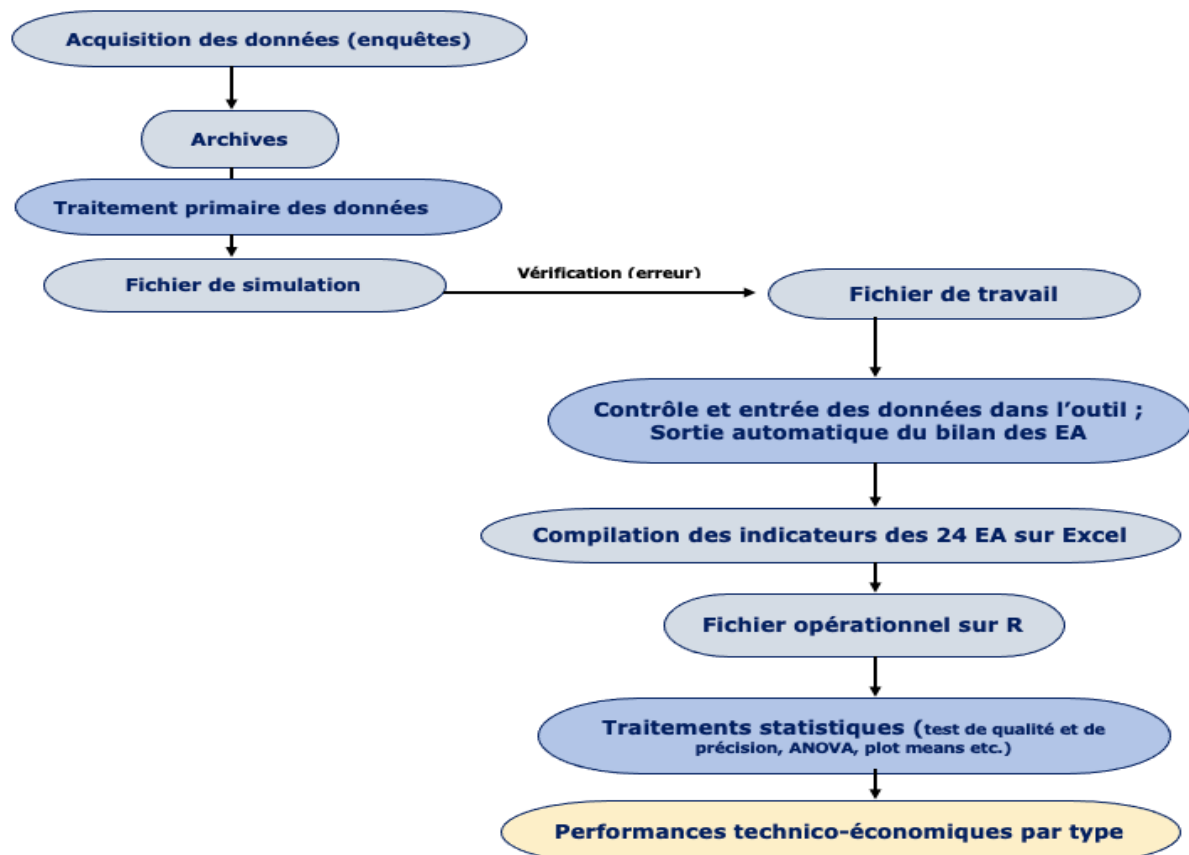 Acquisition des données (enquêtes)
Archives
Traitement primaire des données
Fichier de simulation
Vérification (erreur)
Fichier de travail
Contrôle et entrée des données dans l’outil ;
Sortie automatique du bilan des EA
Compilation des indicateurs des 24 EA sur Excel
Fichier opérationnel sur R
Traitements statistiques (test de qualité et de
précision, ANOVA, plot means etc.)
Performances technico-économiques par type